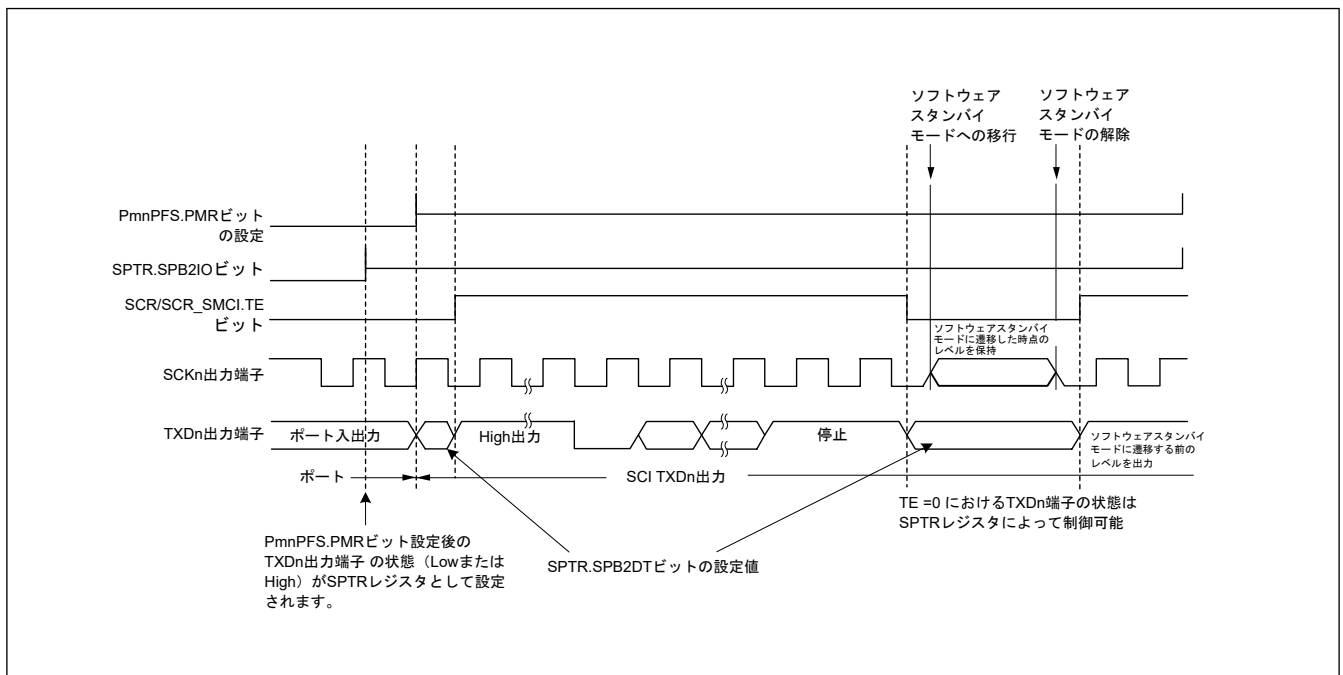 ソフトウェア
スタンバイ
モードへの移行
ソフトウェア
スタンバイ
モードの解除
PmnPFS.PMRビット
の設定
SPTR.SPB2IOビット
SCR/SCR_SMCI.TE
ビット
ソフトウェアスタンバイ
モードに遷移した時点の
レベルを保持
SCKn出力端子
TXDn出力端子
ポート入出力
High出力
停止
ソフトウェアスタンバイ
モードに遷移する前の
レベルを出力
ポート
SCI TXDn出力
TE =0 におけるTXDn端子の状態は
SPTRレジスタによって制御可能
PmnPFS.PMRビット設定後の
TXDn出力端子 の状態（Lowまたは
High）がSPTRレジスタとして設定
されます。
SPTR.SPB2DTビットの設定値